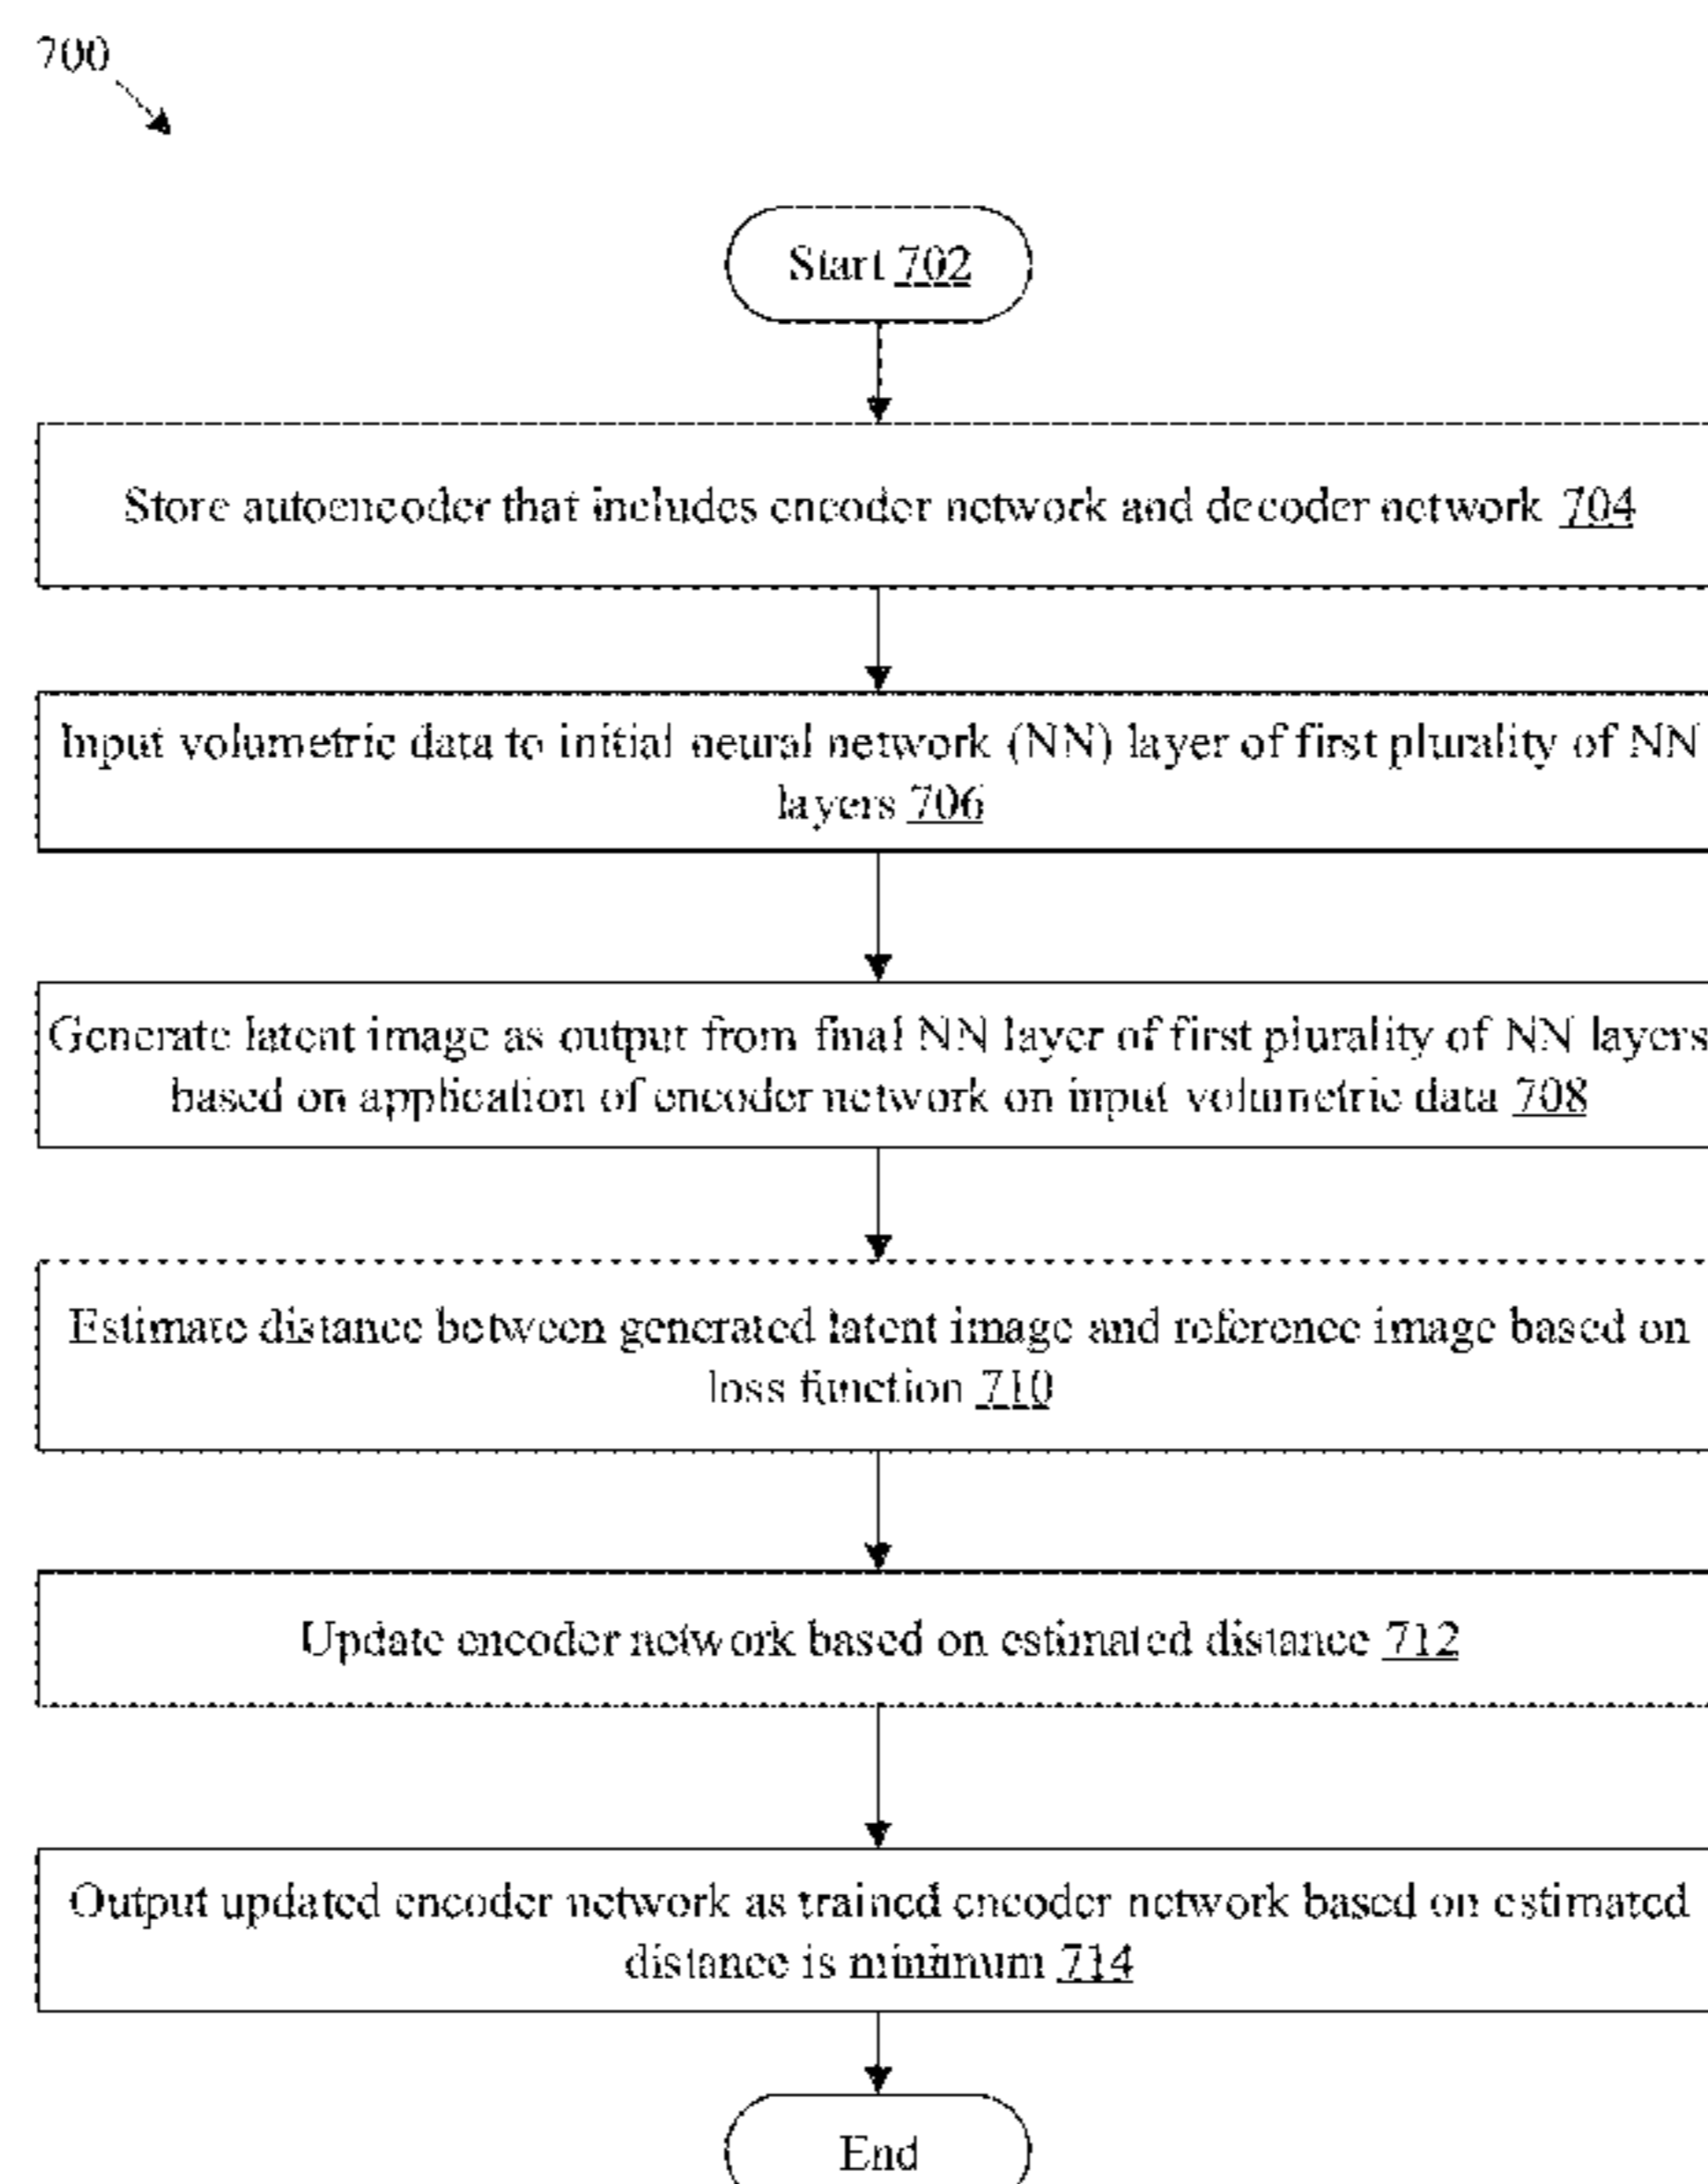 700
Start 702
Store autoencoder that includes encoder network and decoder network 704
Input volumetric data to initial neural network (NN) layer of first plurality of NN
layers 706
Generate latent image as output from final NN layer of first plurality of NN layers
based on application of encoder network on input volumetric data 708
Estimate distance between generated latent image and reference image based on
loss function 710
Update encoder network based on estimated distance 712
Output updated encoder network as trained encoder network based on estimated
distance is minimum 714
End